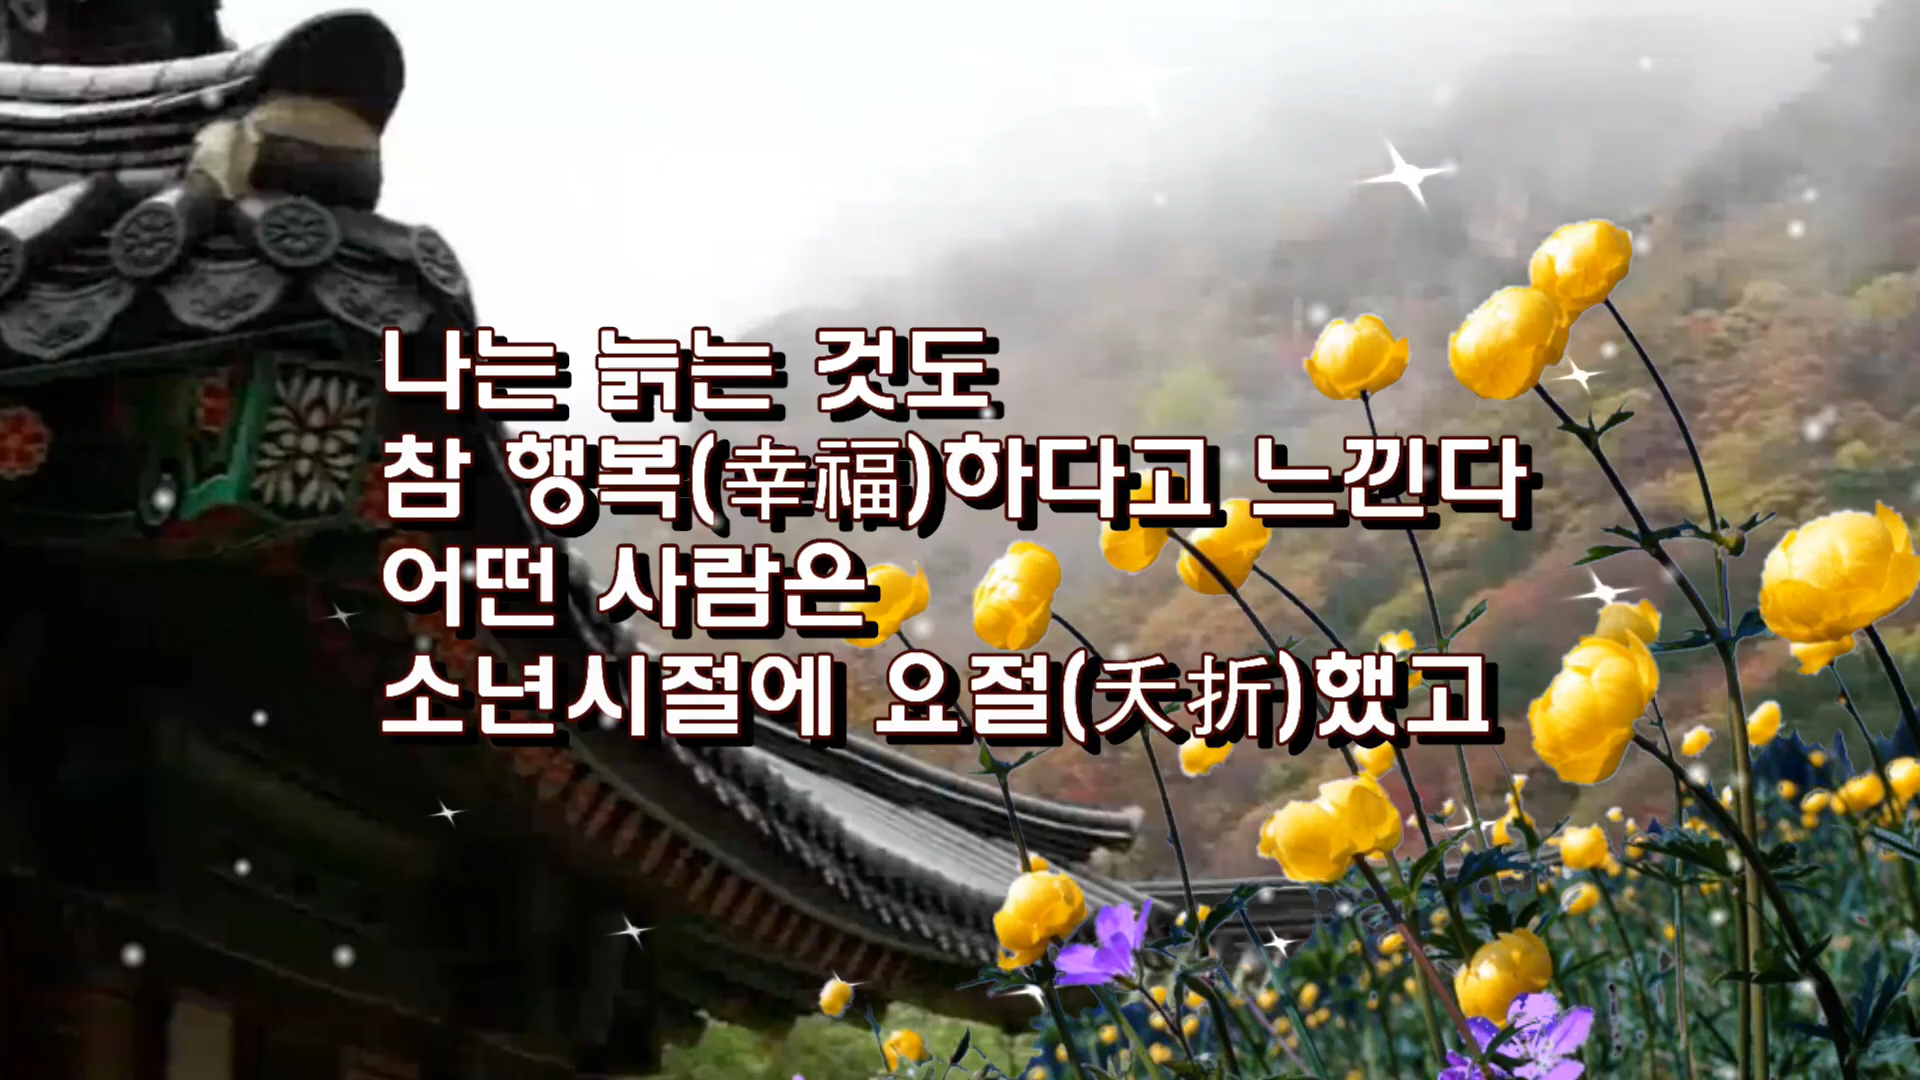 나는 늙는 것도
참 행복(幸福)하다고 느낀다
어떤 사람은
소년시절에 요절(夭折)했고